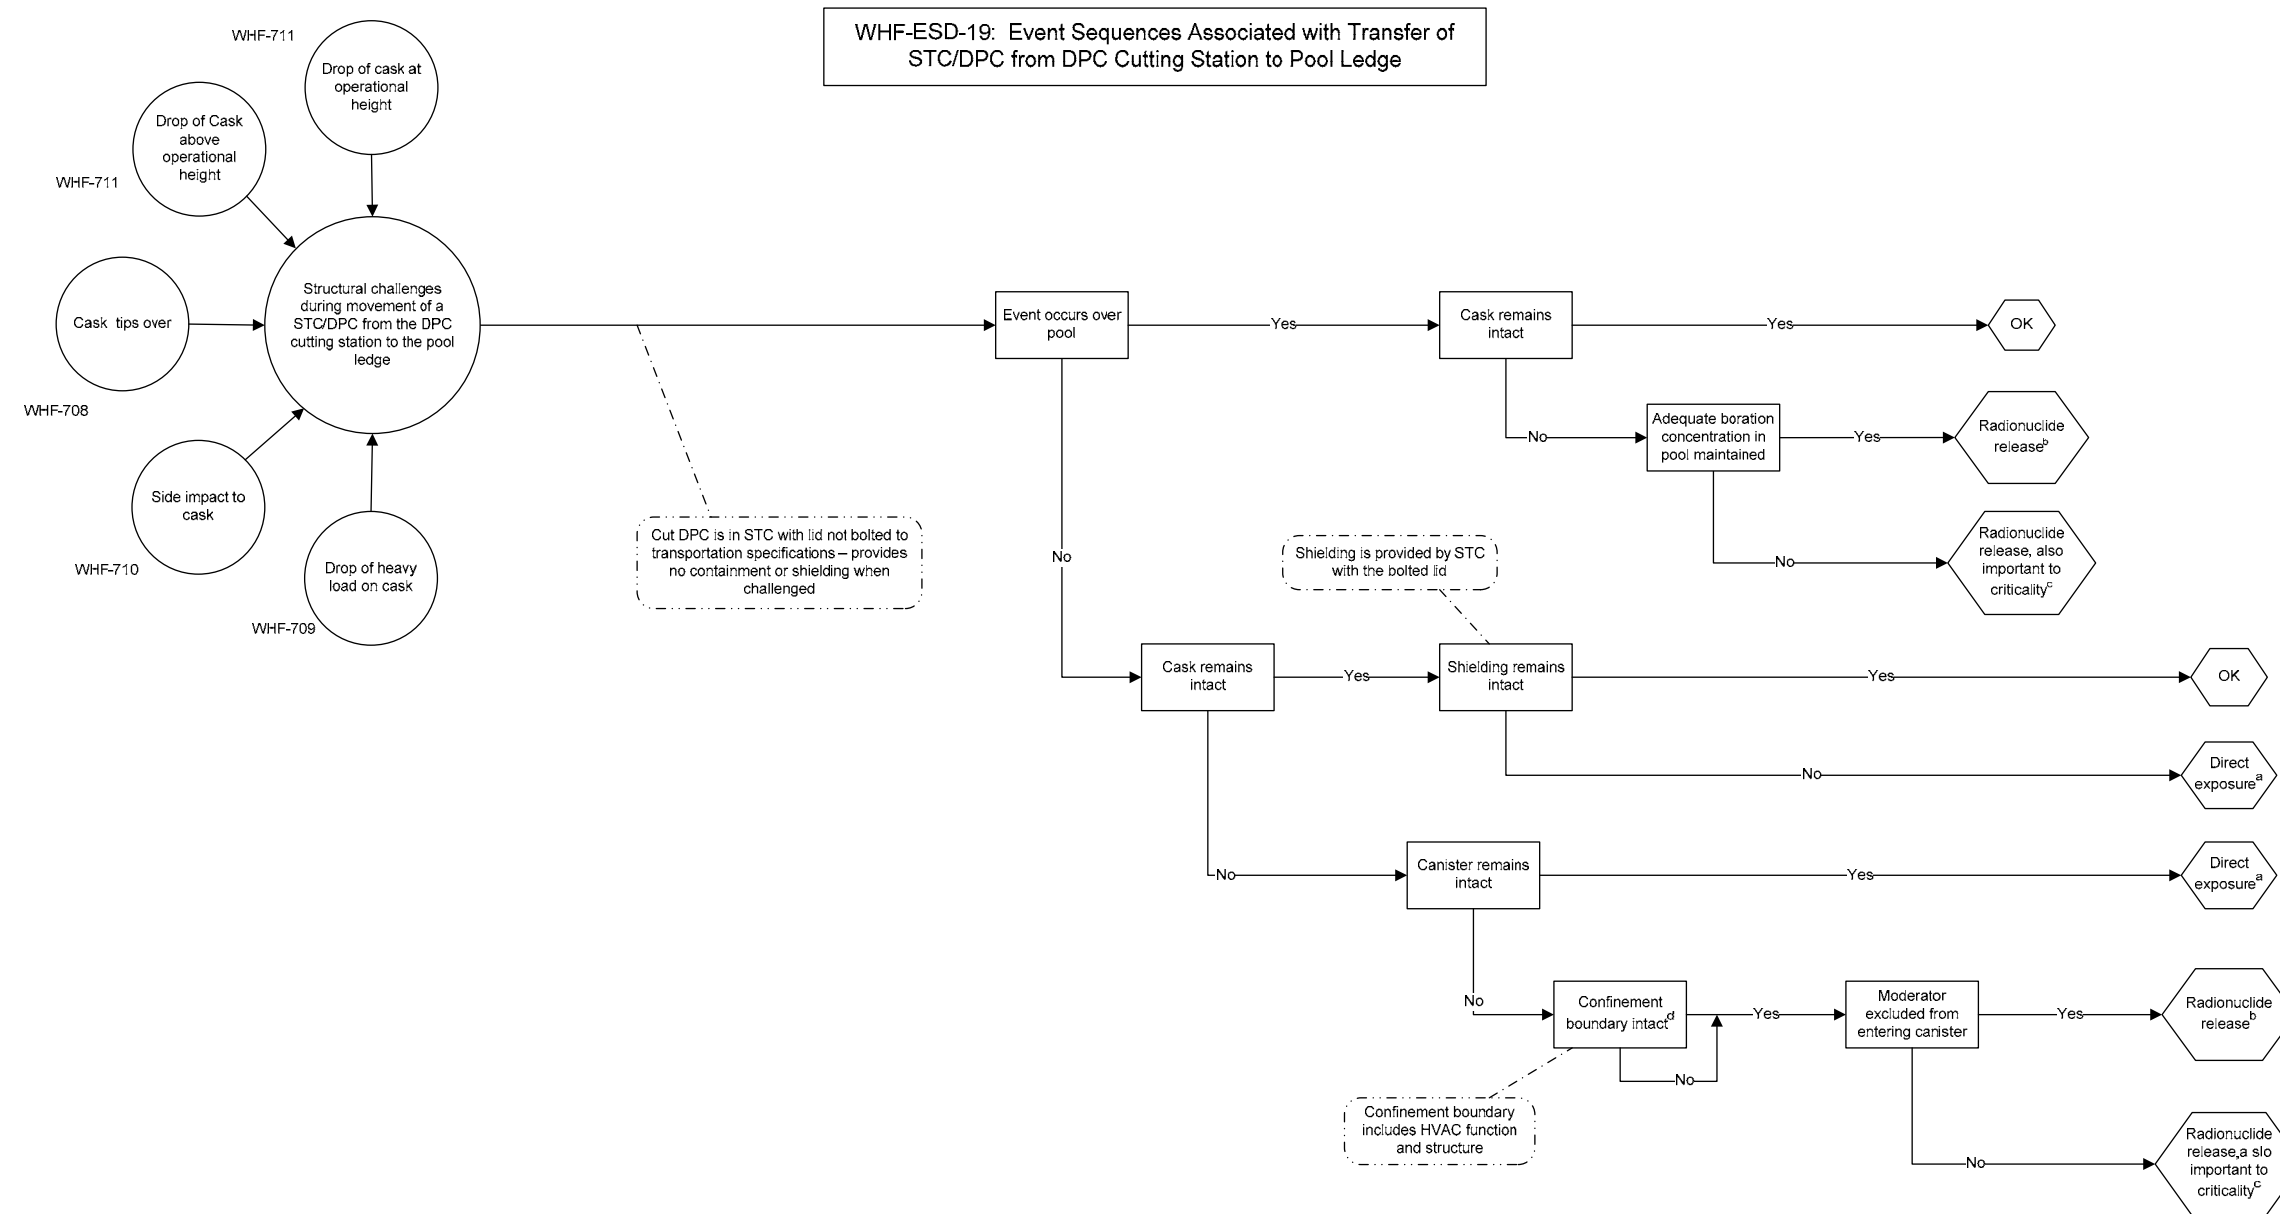 WHF-ESD-19: Event Sequences Associated with Transfer of
STC/DPC from DPC Cutting Station to Pool Ledge
WHF-711
Drop of cask at
operational
height
Drop of Cask
above
operational
height
WHF-711
Cask tips over
WHF-708
Side impact to
cask
WHF-710
Drop of heavy
load on cask
WHF-709
Structural challenges
during movement of a
STC/DPC from the DPC
cutting station to the pool
ledge
Cut DPC is in STC with lid not bolted to
transportation specifications – provides
no containment or shielding when
challenged
Event occurs over
pool
Yes
Cask remains
intact
Yes
OK
No
Adequate boration
concentration in
pool maintained
Yes
Radionuclide
release^b
No
Radionuclide
release, also
important to
criticality^c
No
Shielding is provided by STC
with the bolted lid
Cask remains
intact
Yes
Shielding remains
intact
Yes
OK
No
Direct
exposure^a
No
Canister remains
intact
Yes
Direct
exposure^a
No
Confinement
boundary intact^d
Yes
No
Confinement boundary
includes HVAC function
and structure
Moderator
excluded from
entering canister
Yes
Radionuclide
release^b
No
Radionuclide
release,a slo
important to
criticality^c